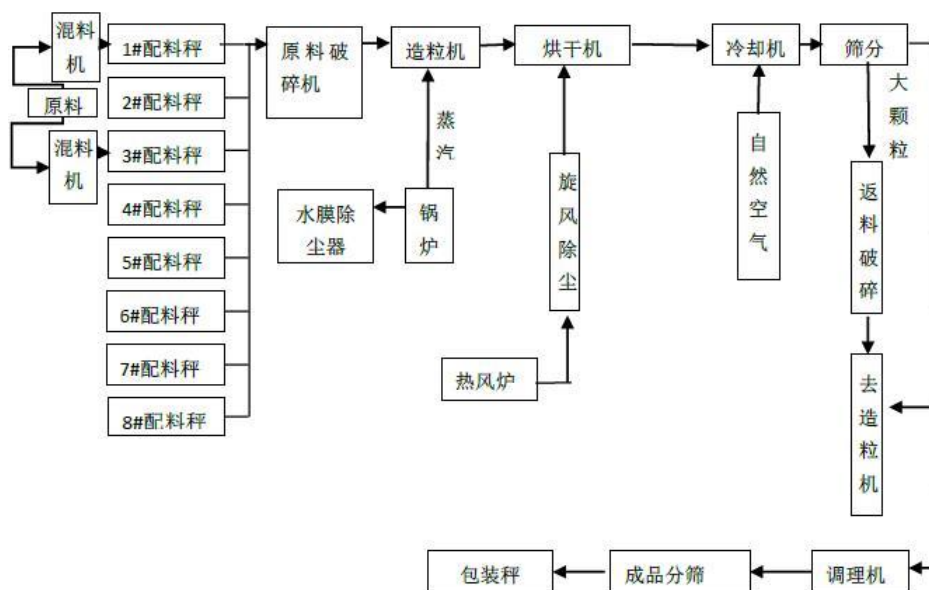 混料
机
原料
混料
机
1#配料秤
2#配料秤
3#配料秤
4#配料秤
5#配料秤
6#配料秤
7#配料秤
8#配料秤
原料破
碎机
造粒机
蒸
汽
锅
炉
水膜除
尘器
烘干机
旋
风
除
尘
热风炉
冷却机
自
然
空
气
筛分
大
颗
粒
返
料
破
碎
去
造
粒
机
包装秤
成品分筛
调理机